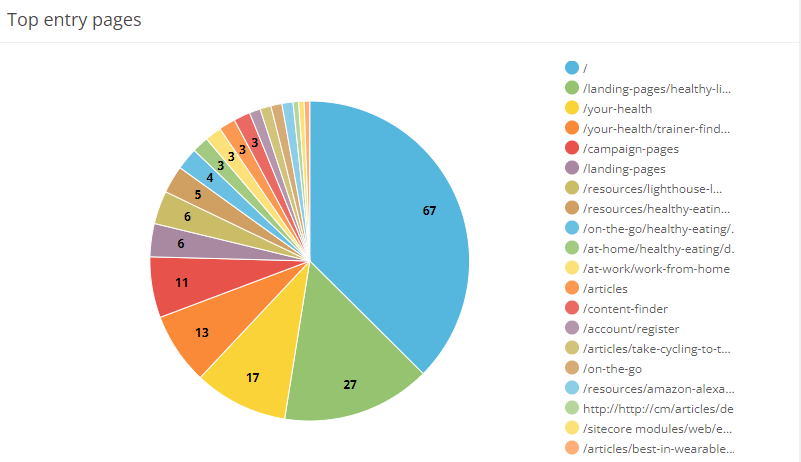 Top entry pages
67
27
17
13
11
6
6
5
4
3
3
3
3
/
/landing-pages/healthy-li...
/your-health
/your-health/trainer-find...
/campaign-pages
/landing-pages
/resources/lighthouse-l...
/resources/healthy-eatin...
/on-the-go/healthy-eating/.
/at-home/healthy-eating/d.
/at-work/work-from-home
/articles
/content-finder
/account/register
/articles/take-cycling-to-t...
/on-the-go
/resources/amazon-alexa...
http://http://cm/articles/de
/sitecore modules/web/e...
/articles/best-in-wearable...